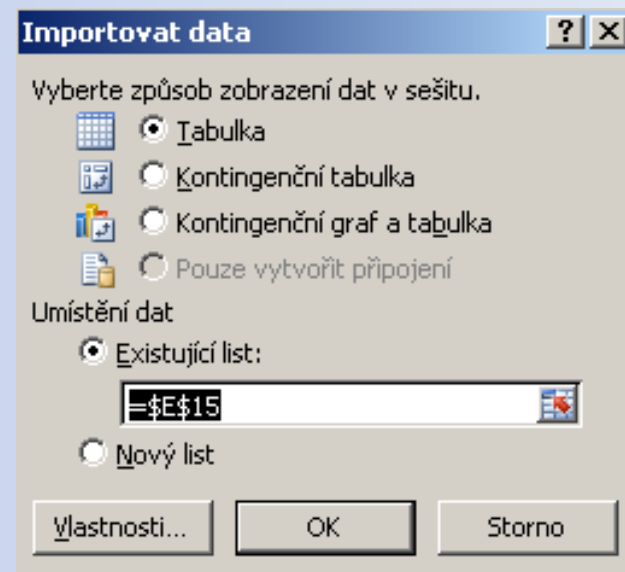 Importovat data
Vyberte způsob zobrazení dat v sešitu.
Tabulka
Kontingenční tabulka
Kontingenční graf a tabulka
Pouze vytvořit připojení
Umístění dat
Existující list:
=$E$15
Nový list
Vlastnosti... OK Storno